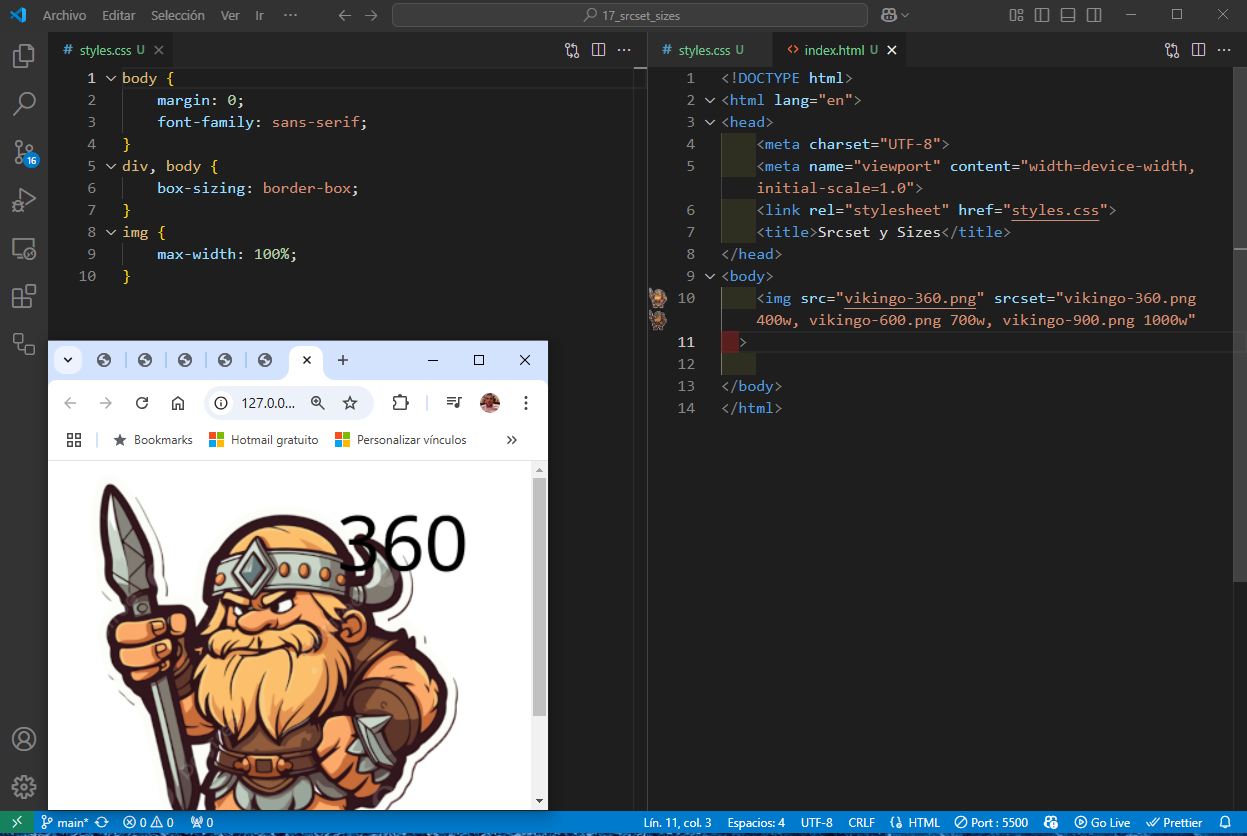 Archivo Editar Selección Ver Ir ··· 17_srcset_sizes
# styles.css U
1 body {
2 margin: 0;
3 font-family: sans-serif;
4 }
5 div, body {
6 box-sizing: border-box;
7 }
8 img {
9 max-width: 100%;
10 }
# styles.css U <> index.html U
1 <!DOCTYPE html>
2 <html lang="en">
3 <head>
4 <meta charset="UTF-8">
5 <meta name="viewport" content="width=device-width,
initial-scale=1.0">
6 <link rel="stylesheet" href="styles.css">
7 <title>Srcset y Sizes</title>
8 </head>
9 <body>
10 <img src="vikingo-360.png" srcset="vikingo-360.png
400w, vikingo-600.png 700w, vikingo-900.png 1000w"
11 >
12
13 </body>
14 </html>
16
127.0.0...
Bookmarks Hotmail gratuito Personalizar vínculos »
360
main* 0 0 0 Lín. 11, col. 3 Espacios: 4 UTF-8 CRLF HTML Port : 5500 Go Live Prettier